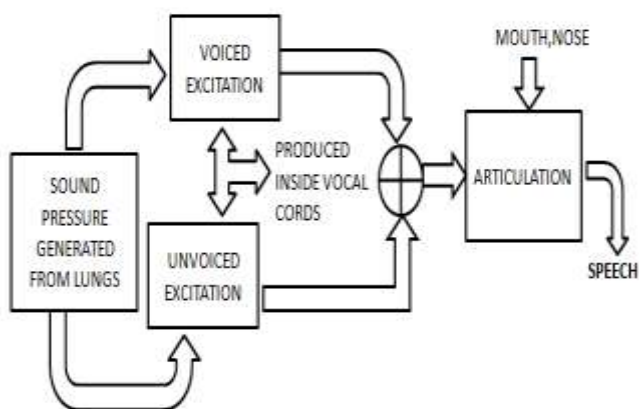 VOICED
EXCITATION
MOUTH,NOSE
PRODUCED
INSIDE VOCAL
CORDS
ARTICULATION
SOUND
PRESSURE
GENERATED
FROM LUNGS
UNVOICED
EXCITATION
SPEECH